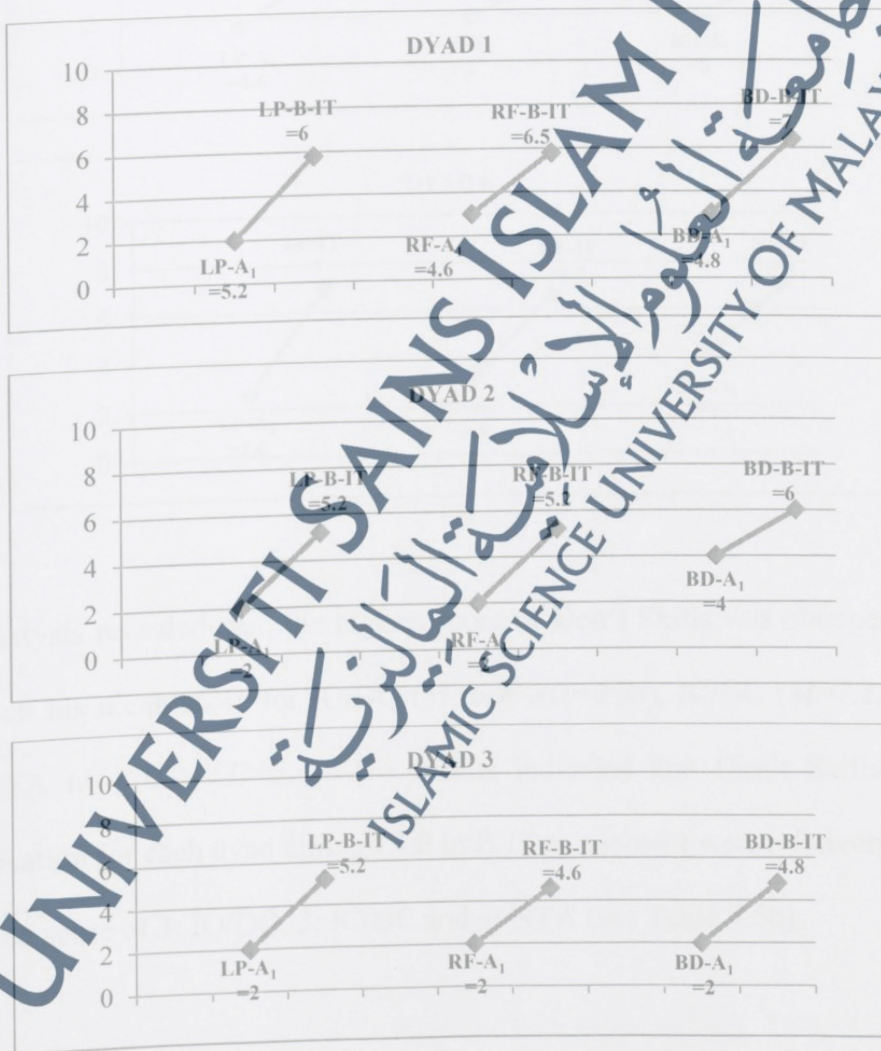 DYAD 1
10
8
6
4
2
0
LP-B-IT
=6
RF-B-IT
=6.5
BD-B-IT
=7
LP-A₁
=5.2
RF-A₁
=4.6
BD-A₁
=4.8
DYAD 2
10
8
6
4
2
0
LP-B-IT
=5.2
RF-B-IT
=5.2
BD-B-IT
=6
LP-A₁
=2
RF-A
BD-A₁
=4
DYAD 3
10
8
6
4
2
0
LP-B-IT
=5.2
RF-B-IT
=4.6
BD-B-IT
=4.8
LP-A₁
=2
RF-A₁
=2
BD-A₁
=2
UNIVERSITI SAINS ISLAM
جامعة العلوم الإسلامية الماليزية
ISLAMIC SCIENCE UNIVERSITY OF MALAY